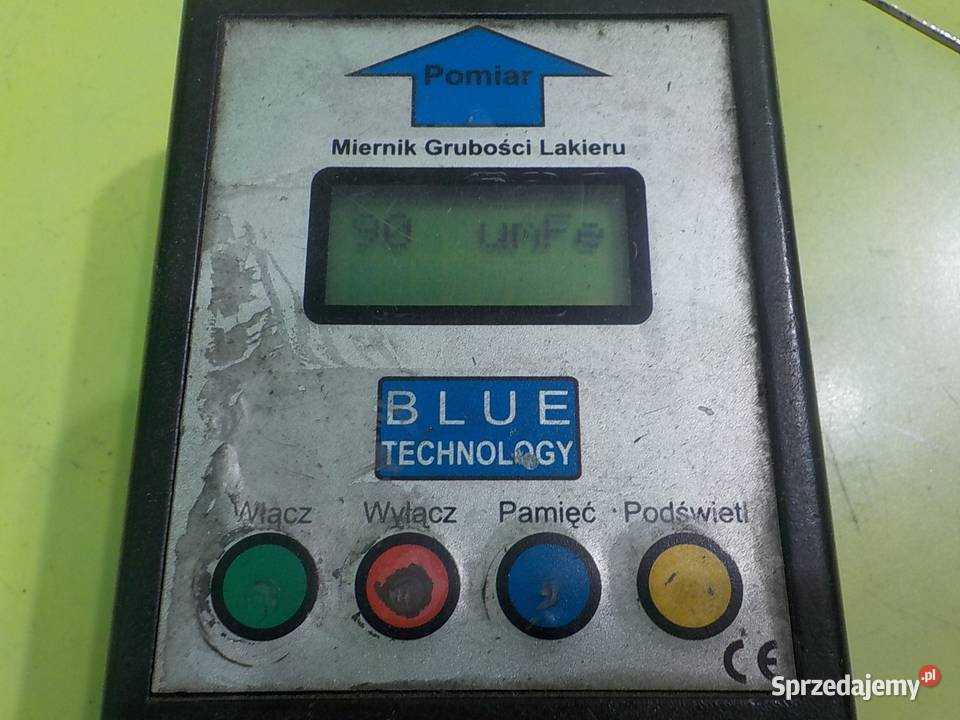 Pomiar
Miernik Grubości Lakieru
90 umFe
BLUE
TECHNOLOGY
Włącz Wyłącz Pamięć Podświetl
CE
Sprzedajemy.pl